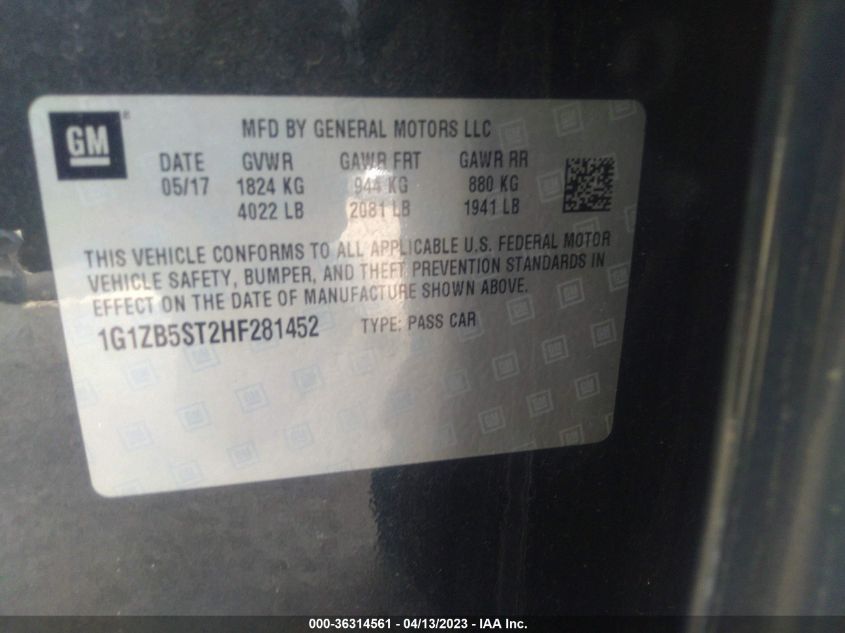 GM®
MFD BY GENERAL MOTORS LLC
DATE GVWR GAWR FRT GAWR RR
05/17 1824 KG 944 KG 880 KG
4022 LB 2081 LB 1941 LB
THIS VEHICLE CONFORMS TO ALL APPLICABLE U.S. FEDERAL MOTOR
VEHICLE SAFETY, BUMPER, AND THEFT PREVENTION STANDARDS IN
EFFECT ON THE DATE OF MANUFACTURE SHOWN ABOVE.
1G1ZB5ST2HF281452 TYPE: PASS CAR
000-36314561 - 04/13/2023 - IAA Inc.